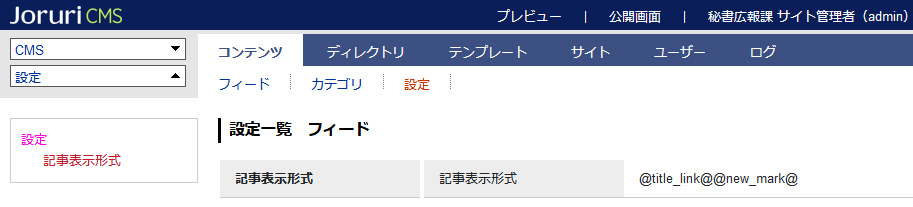 Joruri CMS
プレビュー | 公開画面 | 秘書広報課 サイト管理者（admin）
CMS
設定
コンテンツ ディレクトリ テンプレート サイト ユーザー ログ
フィード カテゴリ 設定
設定
記事表示形式
設定一覧 フィード
記事表示形式 記事表示形式 @title_link@@new_mark@